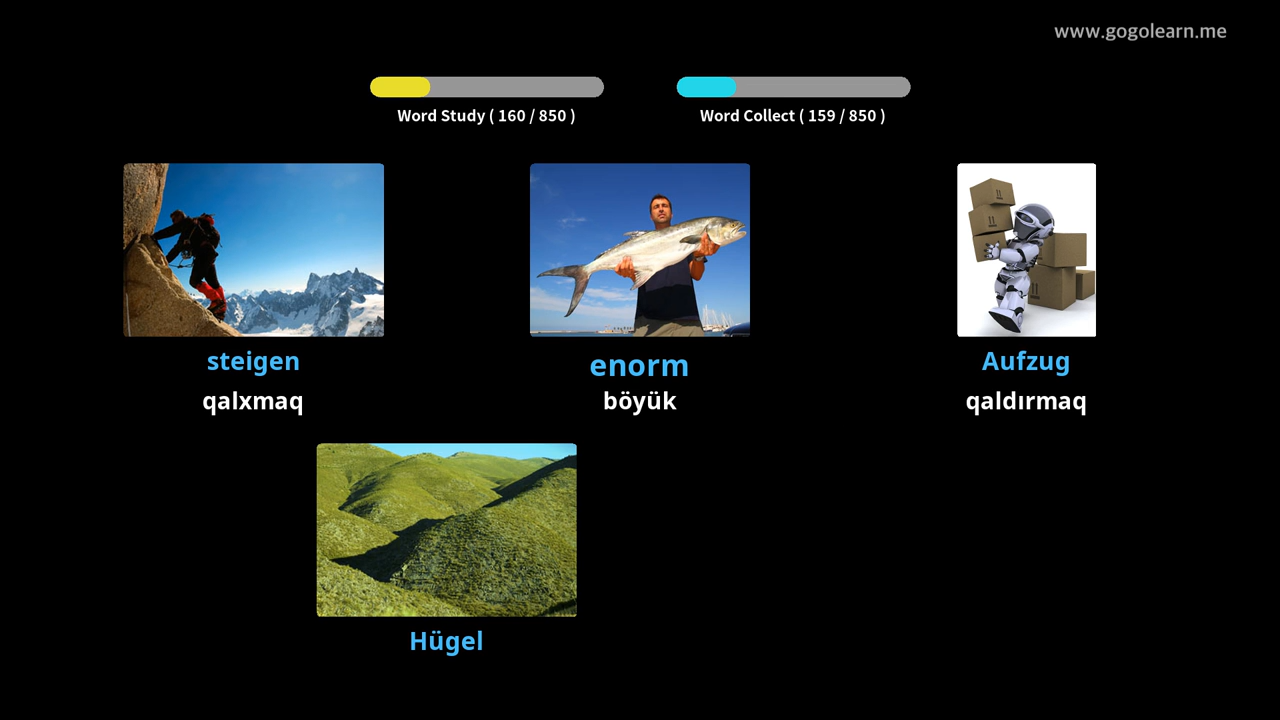 www.gogolearn.me
Word Study ( 160 / 850 )
Word Collect ( 159 / 850 )
steigen
qalxmaq
enorm
böyük
Aufzug
qaldırmaq
Hügel